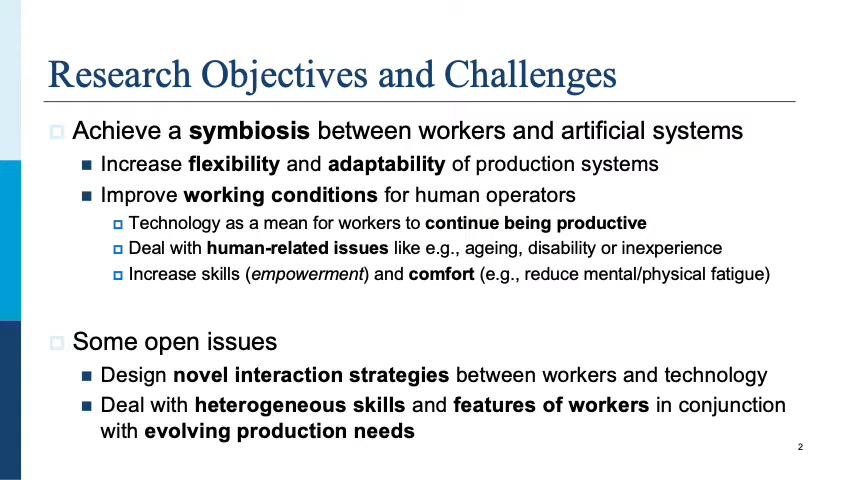 Research Objectives and Challenges
Achieve a symbiosis between workers and artificial systems
Increase flexibility and adaptability of production systems
Improve working conditions for human operators
Technology as a mean for workers to continue being productive
Deal with human-related issues like e.g., ageing, disability or inexperience
Increase skills (empowerment) and comfort (e.g., reduce mental/physical fatigue)
Some open issues
Design novel interaction strategies between workers and technology
Deal with heterogeneous skills and features of workers in conjunction
with evolving production needs
2